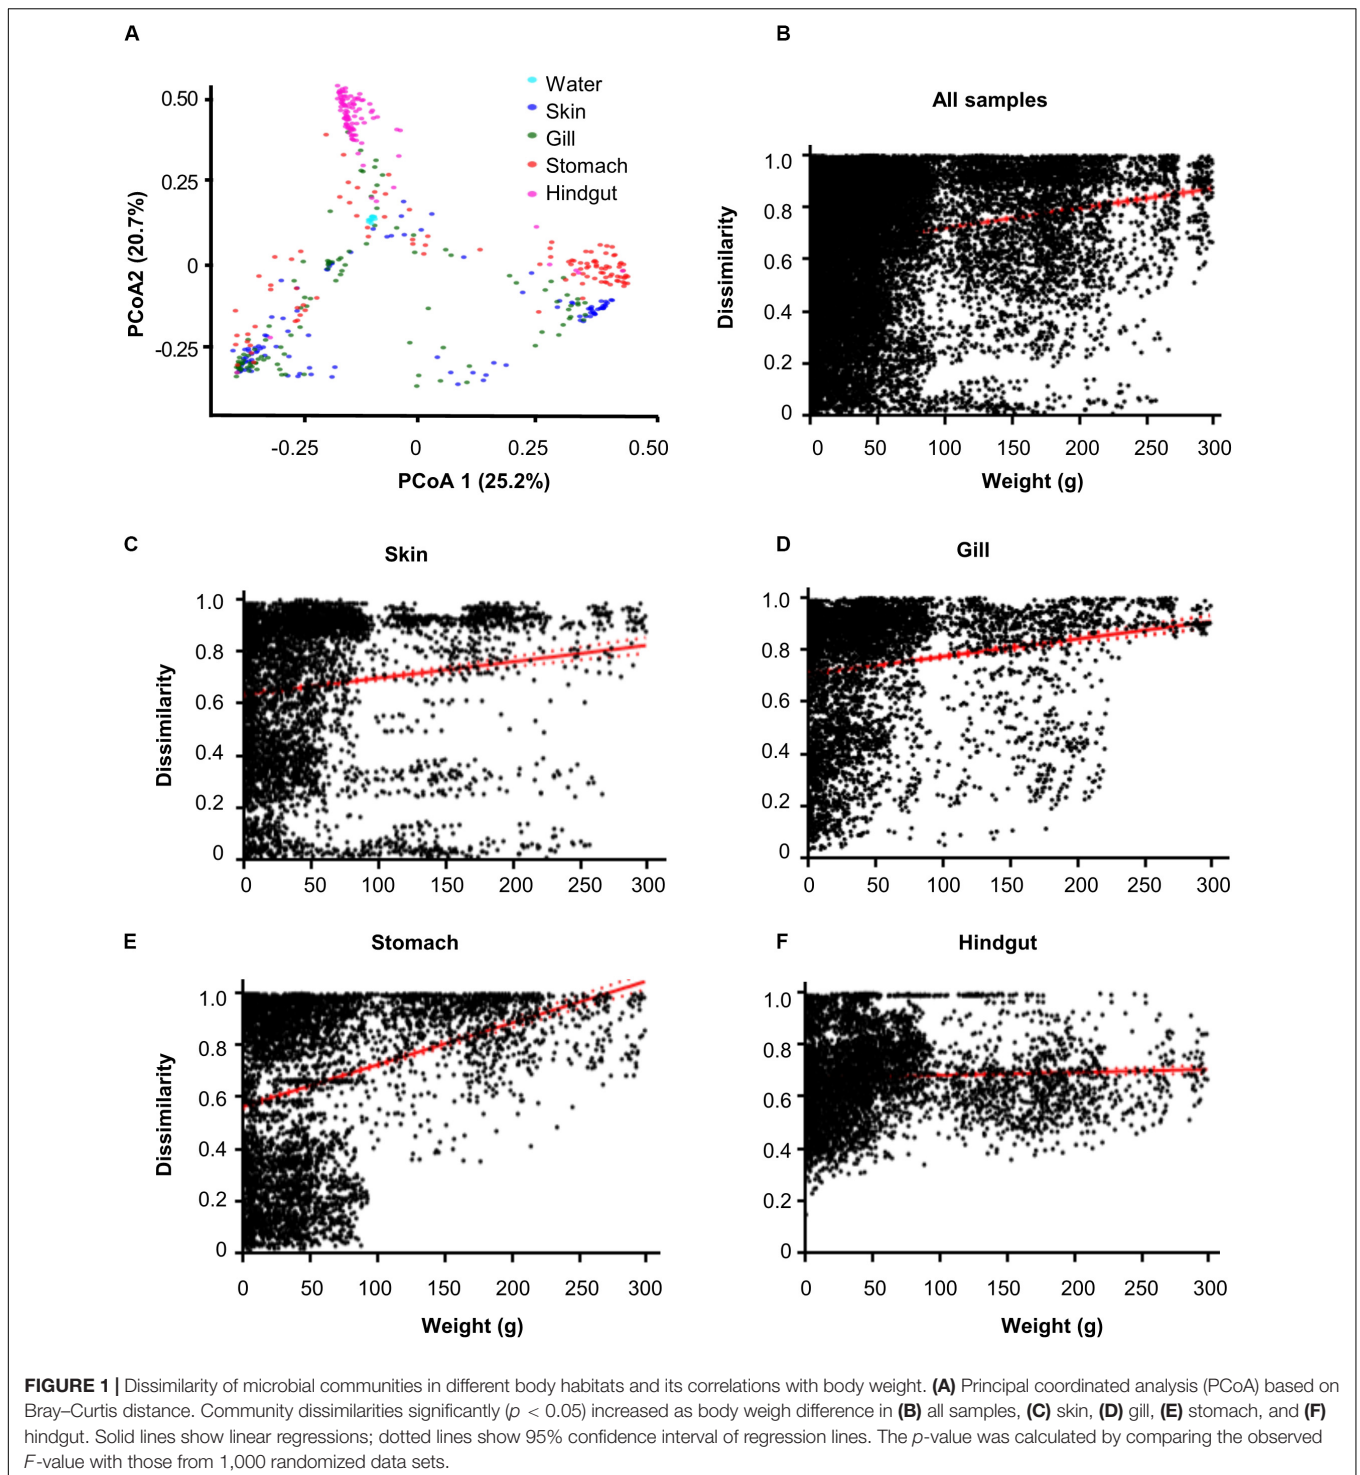 A
0.50
0.25
0
-0.25
PCoA2 (20.7%)
-0.25
0
0.25
0.50
PCoA 1 (25.2%)
Water
Skin
Gill
Stomach
Hindgut
B
All samples
1.0
0.8
0.6
0.4
0.2
0
Dissimilarity
0
50
100
150
200
250
300
Weight (g)
C
Skin
1.0
0.8
0.6
0.4
0.2
0
Dissimilarity
0
50
100
150
200
250
300
D
Gill
1.0
0.8
0.6
0.4
0.2
0
0
50
100
150
200
250
300
E
Stomach
1.0
0.8
0.6
0.4
0.2
0
Dissimilarity
0
50
100
150
200
250
300
Weight (g)
F
Hindgut
1.0
0.8
0.6
0.4
0.2
0
0
50
100
150
200
250
300
Weight (g)
FIGURE 1 | Dissimilarity of microbial communities in different body habitats and its correlations with body weight. (A) Principal coordinated analysis (PCoA) based on
Bray–Curtis distance. Community dissimilarities significantly (p < 0.05) increased as body weigh difference in (B) all samples, (C) skin, (D) gill, (E) stomach, and (F)
hindgut. Solid lines show linear regressions; dotted lines show 95% confidence interval of regression lines. The p-value was calculated by comparing the observed
F-value with those from 1,000 randomized data sets.